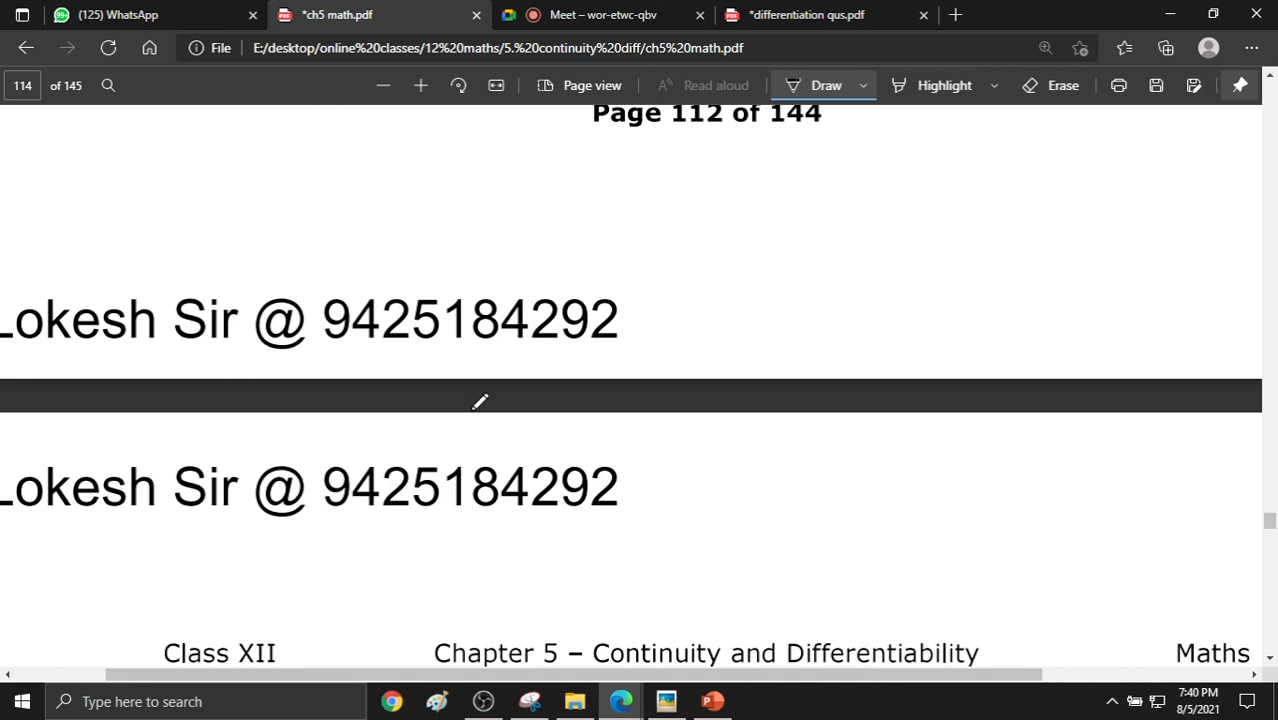 (125) WhatsApp
*ch5 math.pdf
Meet – wor-etwc-qbv
*differentiation qus.pdf
File E:/desktop/online%20classes/12%20maths/5.%20continuity%20diff/ch5%20math.pdf
114 of 145
Page view
Read aloud
Draw
Highlight
Erase
Page 112 of 144
Lokesh Sir @ 9425184292
Lokesh Sir @ 9425184292
Class XII Chapter 5 – Continuity and Differentiability Maths
Type here to search
7:40 PM
8/5/2021